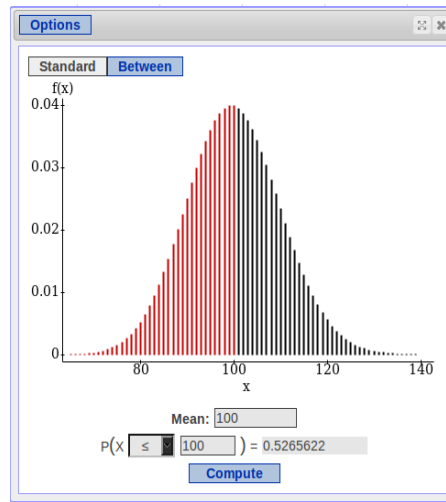 Options
Standard Between
f(x)
0.04
0.03
0.02
0.01
0
80 100 120 140
x
Mean: 100
P(X ≤ 100 ) = 0.5265622
Compute